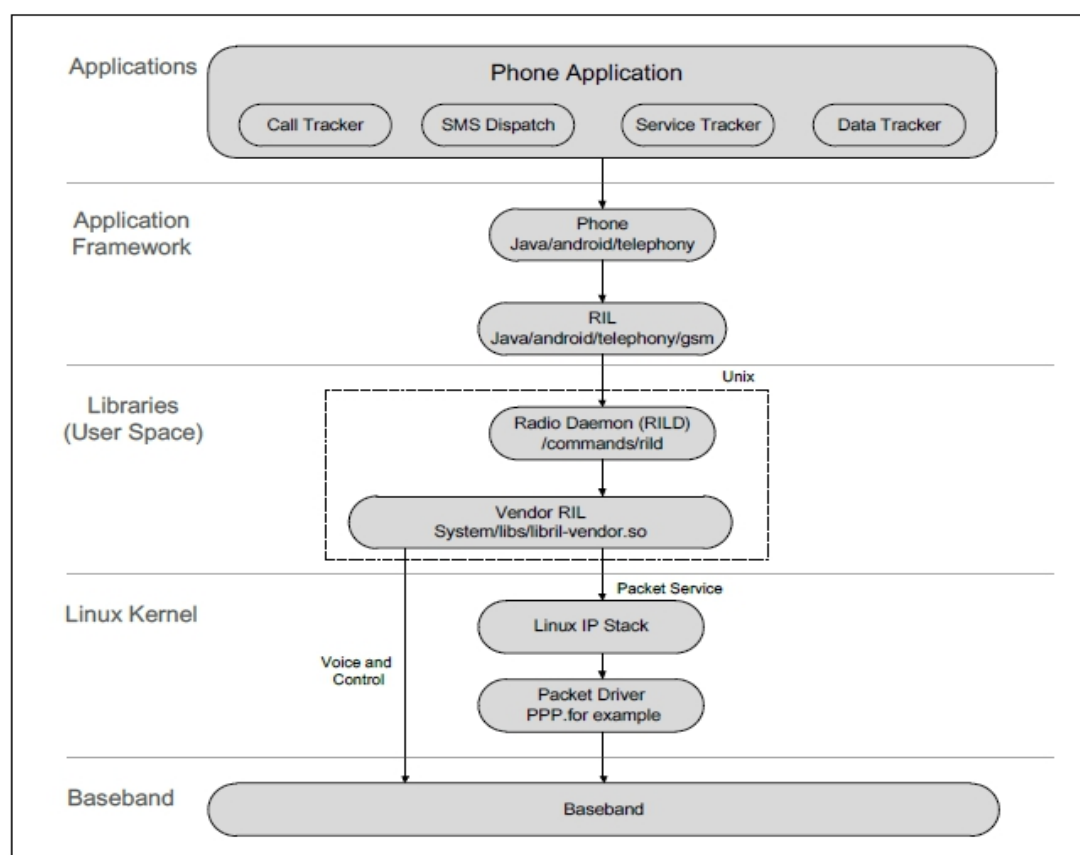 Applications
Phone Application
Call Tracker
SMS Dispatch
Service Tracker
Data Tracker
Application
Framework
Phone
Java/android/telephony
RIL
Java/android/telephony/gsm
Unix
Libraries
(User Space)
Radio Daemon (RILD)
/commands/rild
Vendor RIL
System/libs/libril-vendor.so
Packet Service
Linux Kernel
Linux IP Stack
Voice and
Control
Packet Driver
PPP.for example
Baseband
Baseband